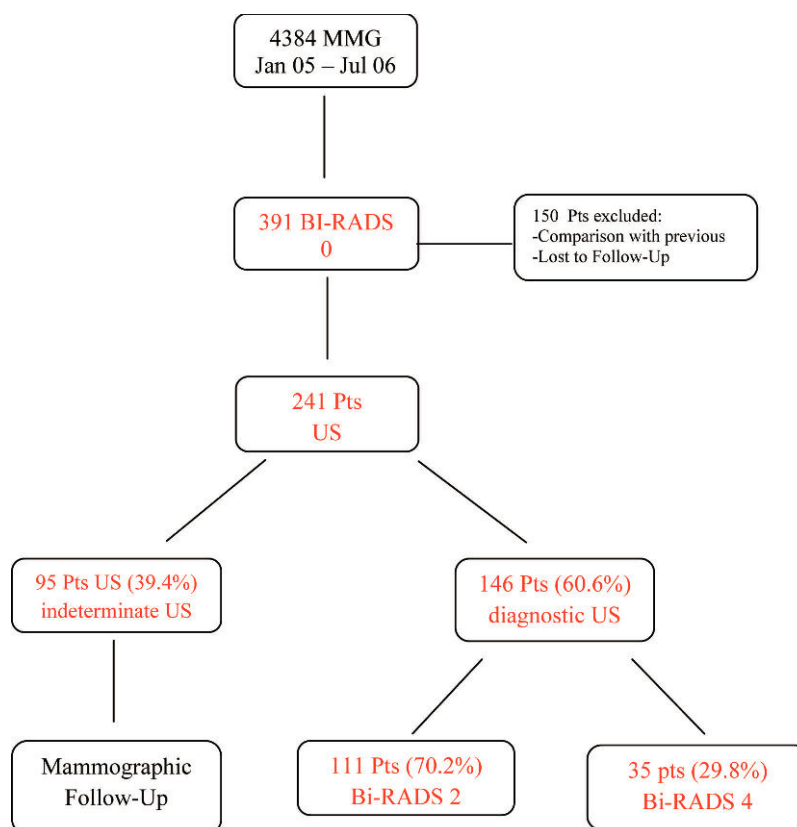 4384 MMG
Jan 05 – Jul 06
391 BI-RADS
0
150 Pts excluded:
-Comparison with previous
-Lost to Follow-Up
241 Pts
US
95 Pts US (39.4%)
indeterminate US
146 Pts (60.6%)
diagnostic US
Mammographic
Follow-Up
111 Pts (70.2%)
Bi-RADS 2
35 pts (29.8%)
Bi-RADS 4